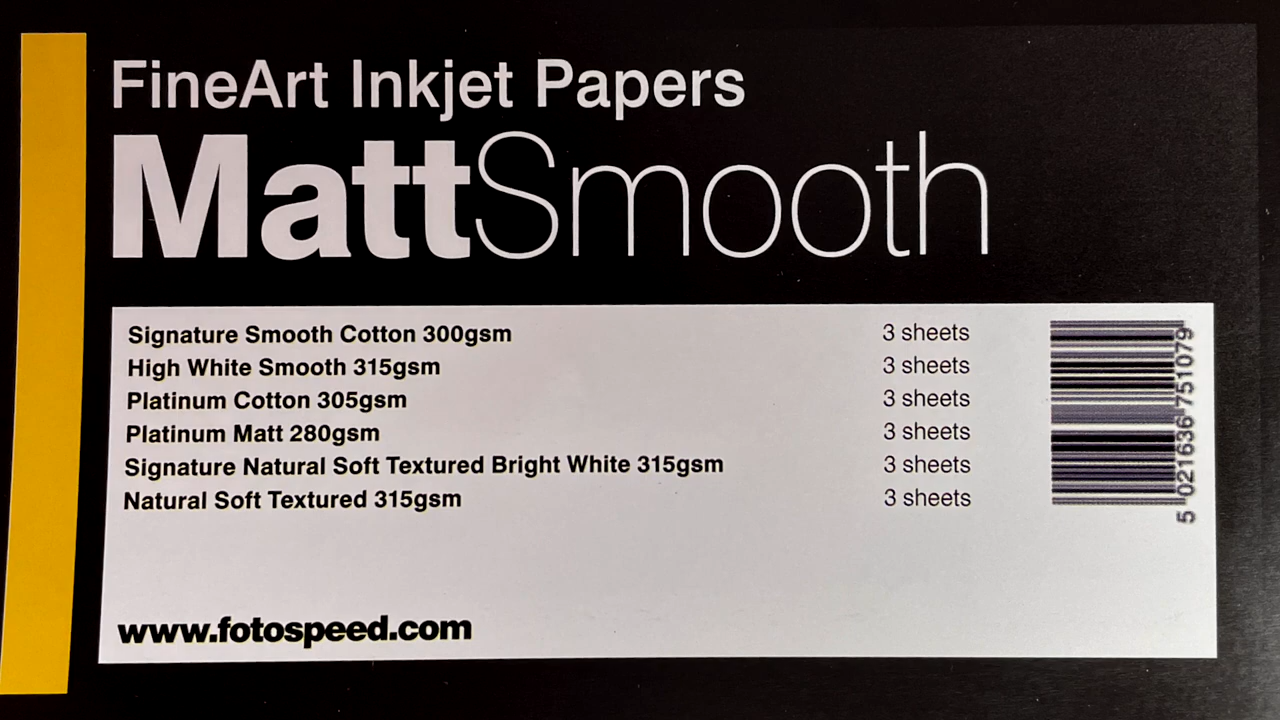 FineArt Inkjet Papers
MattSmooth
Signature Smooth Cotton 300gsm 3 sheets
High White Smooth 315gsm 3 sheets
Platinum Cotton 305gsm 3 sheets
Platinum Matt 280gsm 3 sheets
Signature Natural Soft Textured Bright White 315gsm 3 sheets
Natural Soft Textured 315gsm 3 sheets
5 021636 751079
www.fotospeed.com